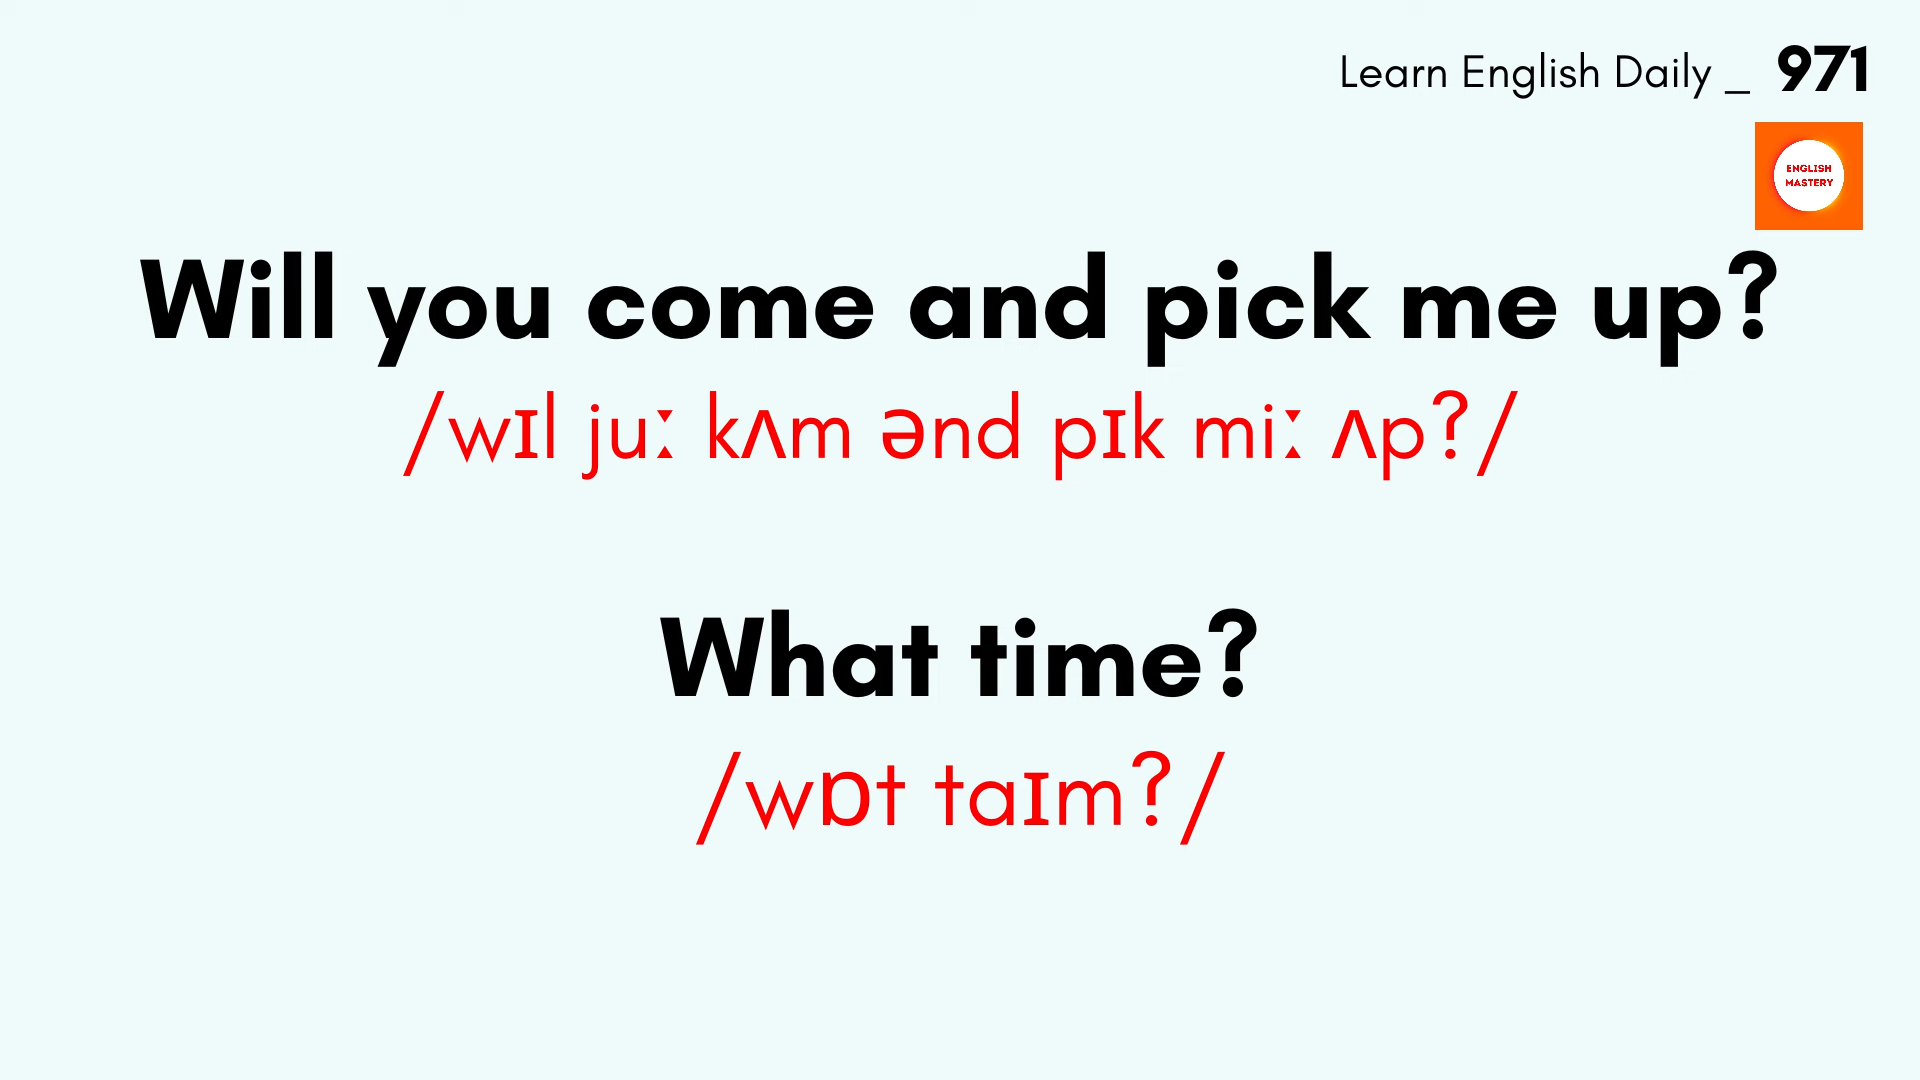 Learn English Daily _ 971
ENGLISH
MASTERY
Will you come and pick me up?
/wɪl juː kʌm ənd pɪk miː ʌp?/
What time?
/wɒt taɪm?/